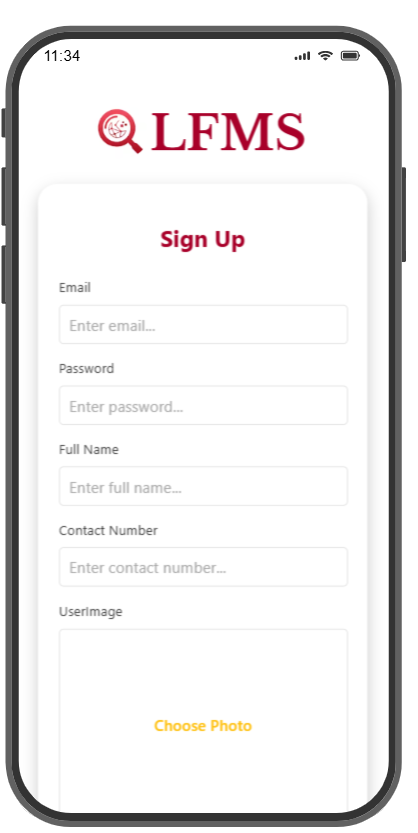 11:34
LFMS
Sign Up
Email
Enter email...
Password
Enter password...
Full Name
Enter full name...
Contact Number
Enter contact number...
UserImage
Choose Photo